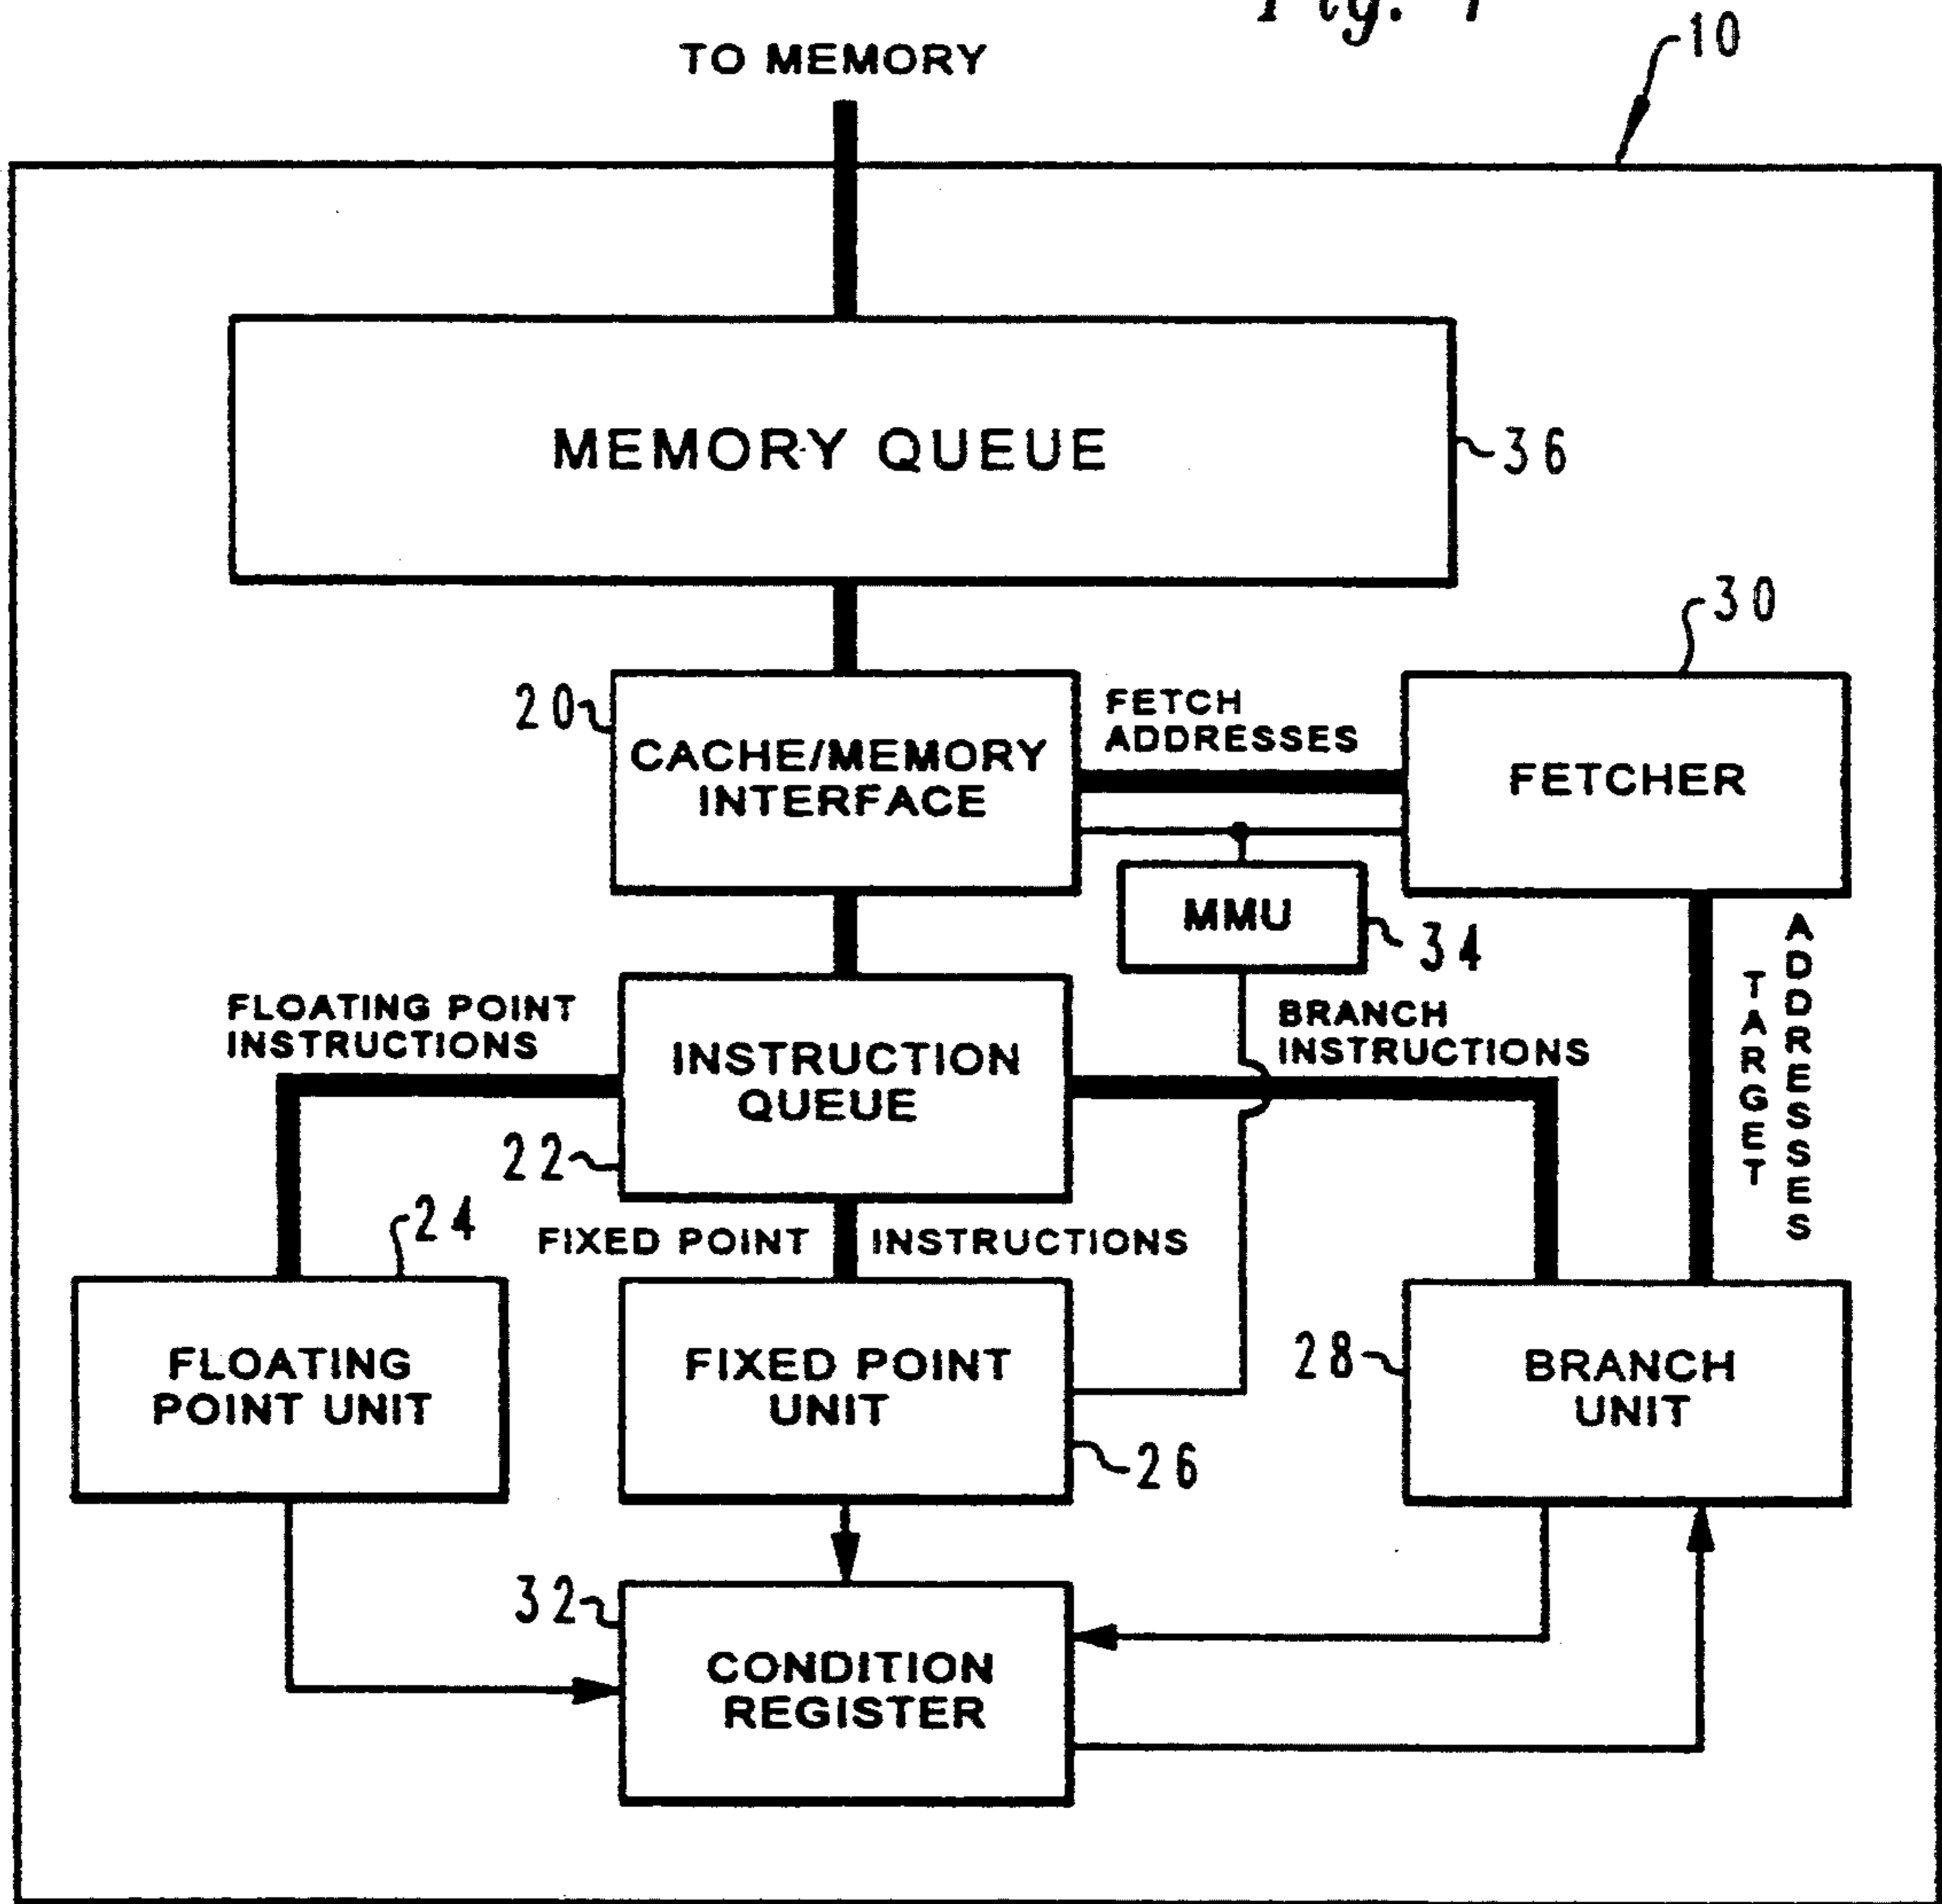 Fig. 1
10
TO MEMORY
MEMORY QUEUE
36
30
20
CACHE/MEMORY
INTERFACE
FETCH
ADDRESSES
FETCHER
MMU
34
FLOATING POINT
INSTRUCTIONS
INSTRUCTION
QUEUE
22
BRANCH
INSTRUCTIONS
TARGET
ADDRESSES
24
FIXED POINT INSTRUCTIONS
FLOATING
POINT UNIT
FIXED POINT
UNIT
26
28
BRANCH
UNIT
32
CONDITION
REGISTER